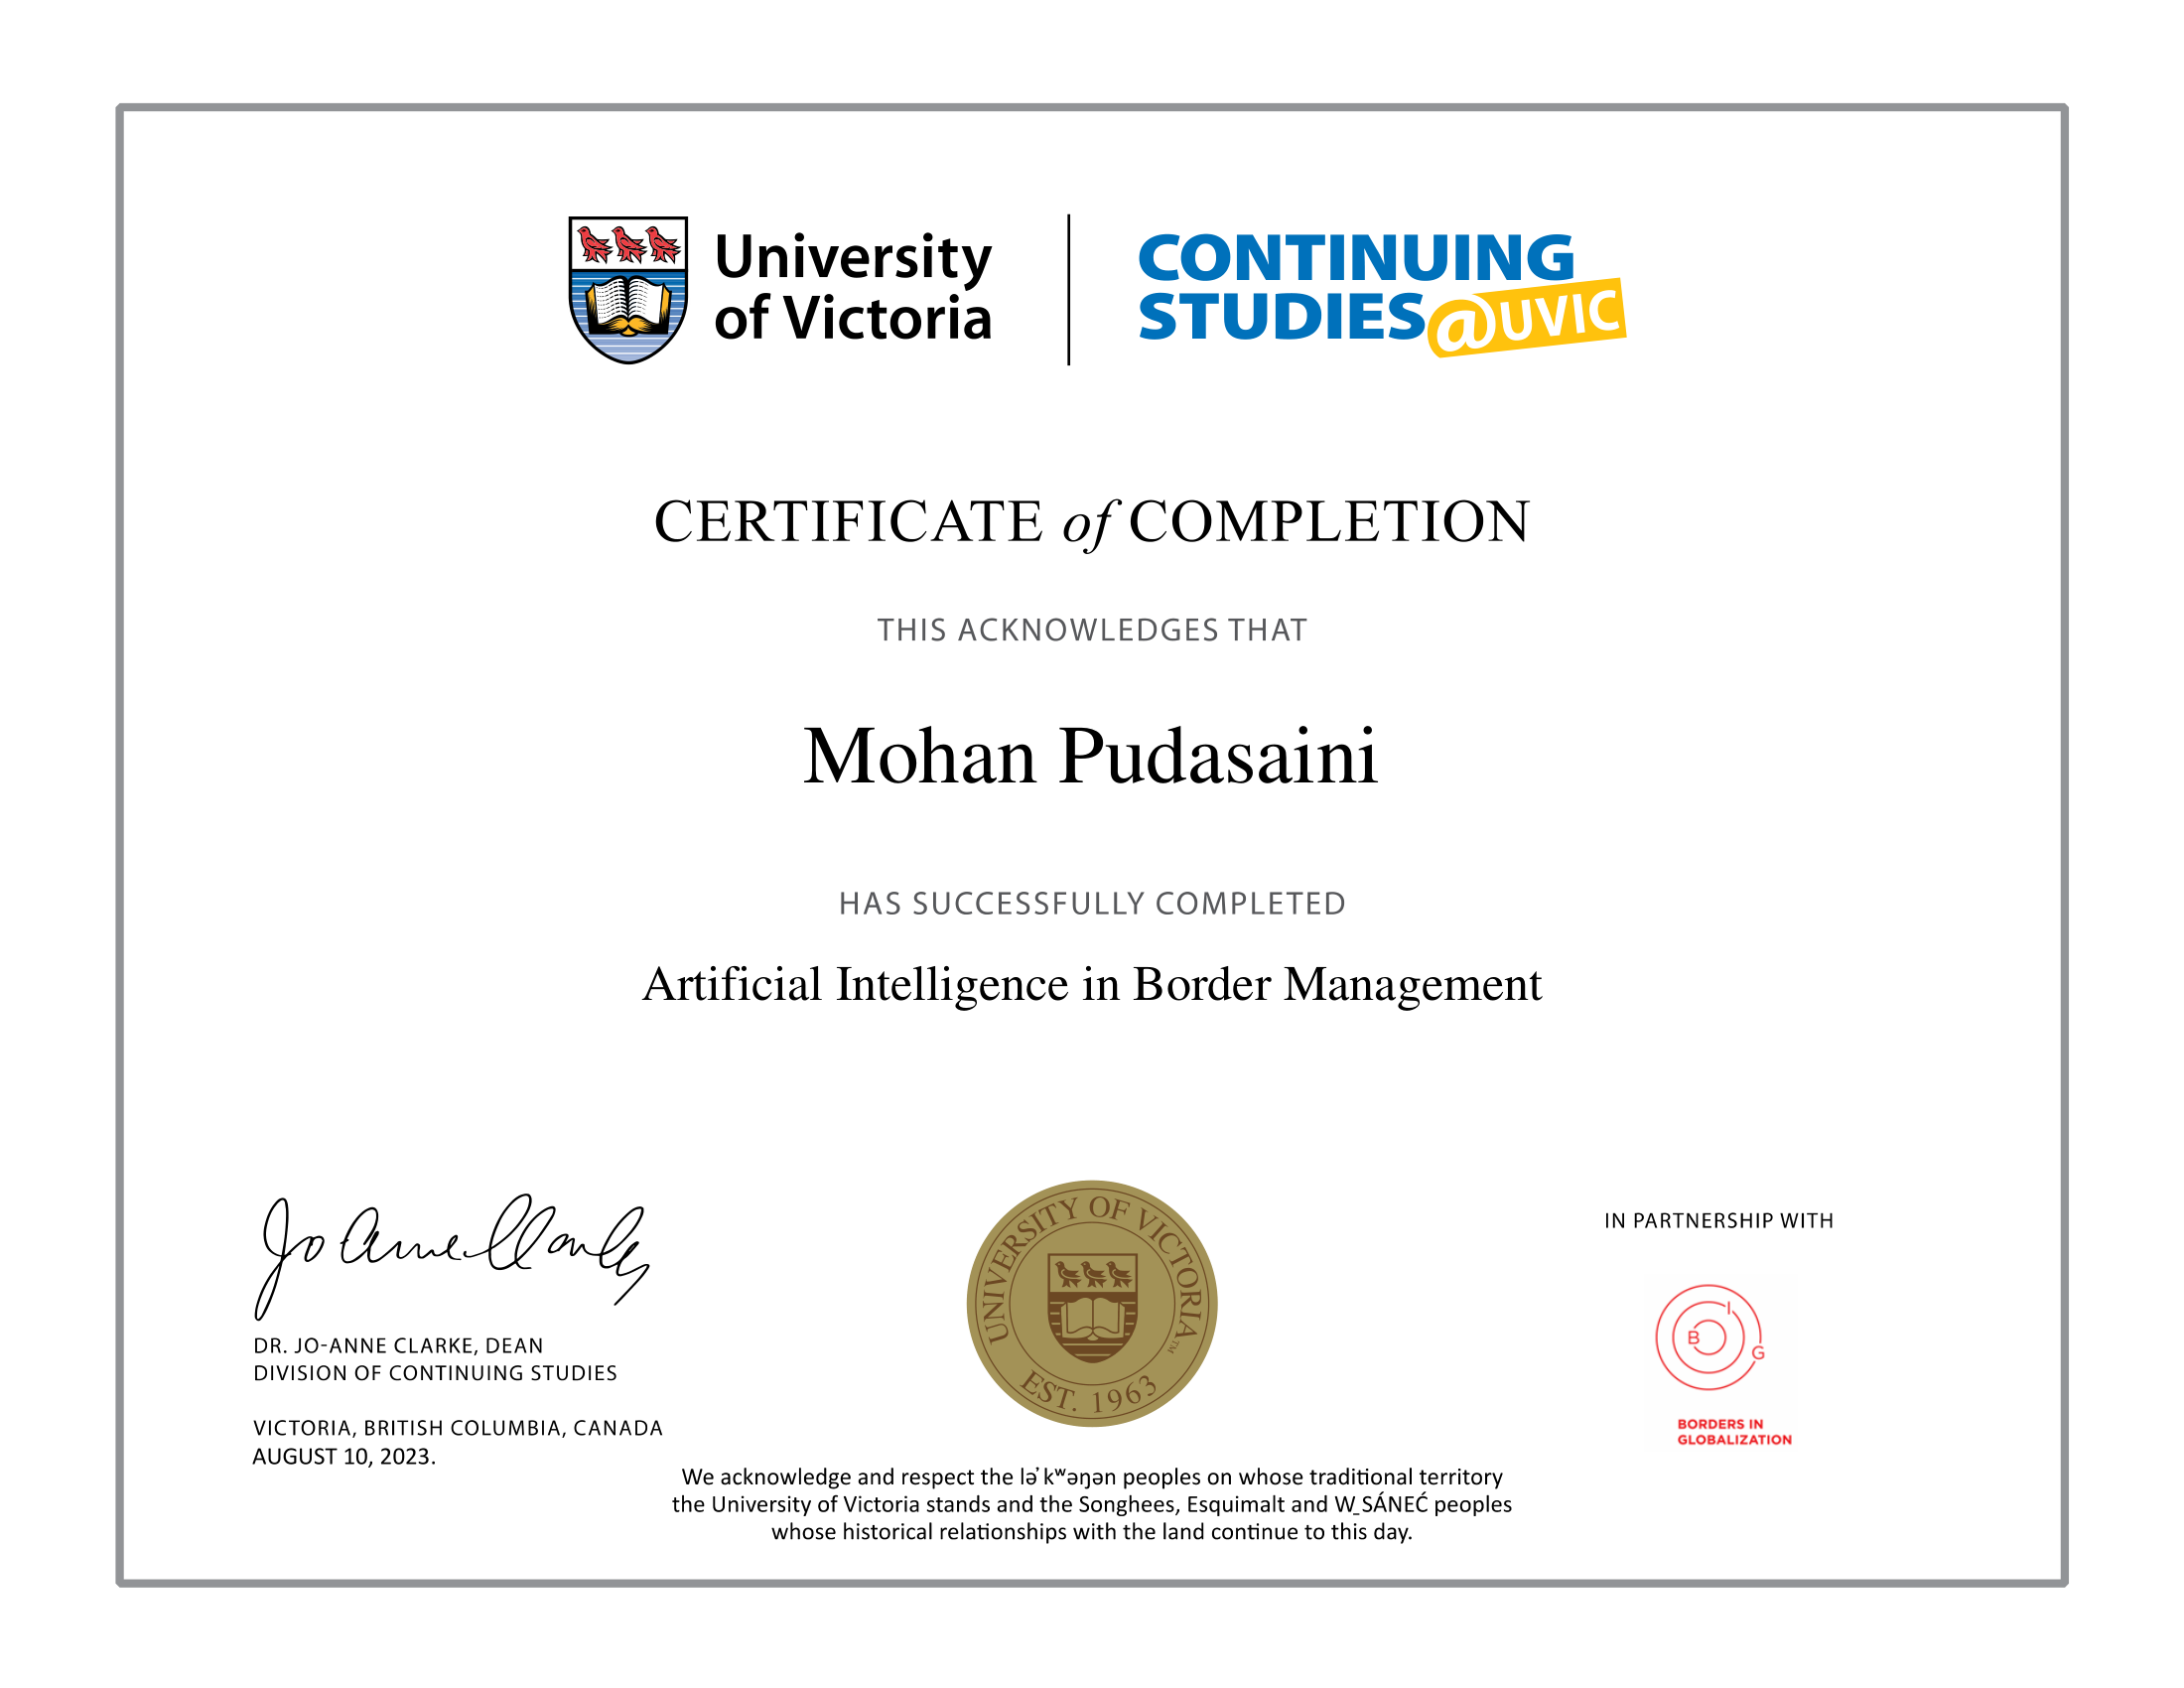 University
of Victoria
CONTINUING
STUDIES @UVIC
CERTIFICATE of COMPLETION
THIS ACKNOWLEDGES THAT
Mohan Pudasaini
HAS SUCCESSFULLY COMPLETED
Artificial Intelligence in Border Management
Jo Anne Clarke
DR. JO-ANNE CLARKE, DEAN
DIVISION OF CONTINUING STUDIES
VICTORIA, BRITISH COLUMBIA, CANADA
AUGUST 10, 2023.
UNIVERSITY OF VICTORIA™
EST. 1963
IN PARTNERSHIP WITH
B I G
BORDERS IN
GLOBALIZATION
We acknowledge and respect the lə̓kʷəŋən peoples on whose traditional territory
the University of Victoria stands and the Songhees, Esquimalt and W̱SÁNEĆ peoples
whose historical relationships with the land continue to this day.